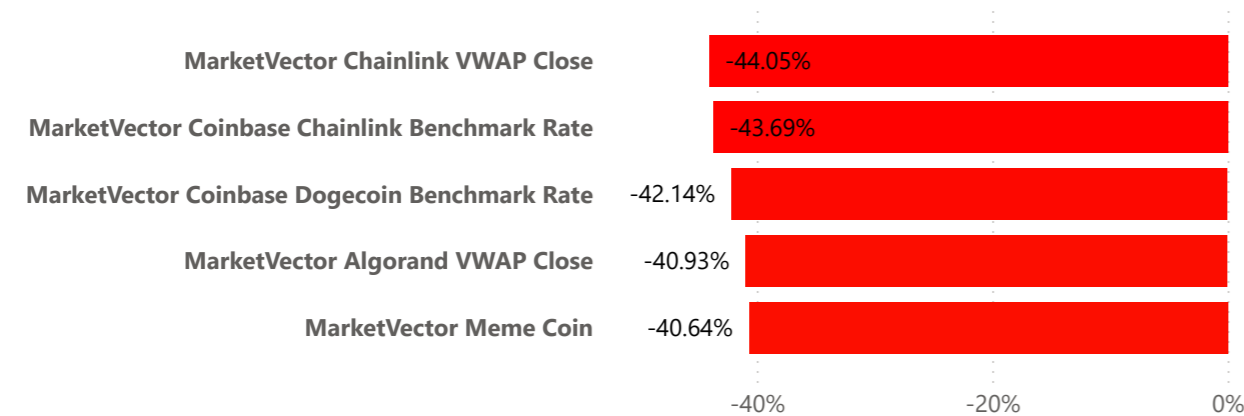 MarketVector Chainlink VWAP Close -44.05%
MarketVector Coinbase Chainlink Benchmark Rate -43.69%
MarketVector Coinbase Dogecoin Benchmark Rate -42.14%
MarketVector Algorand VWAP Close -40.93%
MarketVector Meme Coin -40.64%
-40% -20% 0%